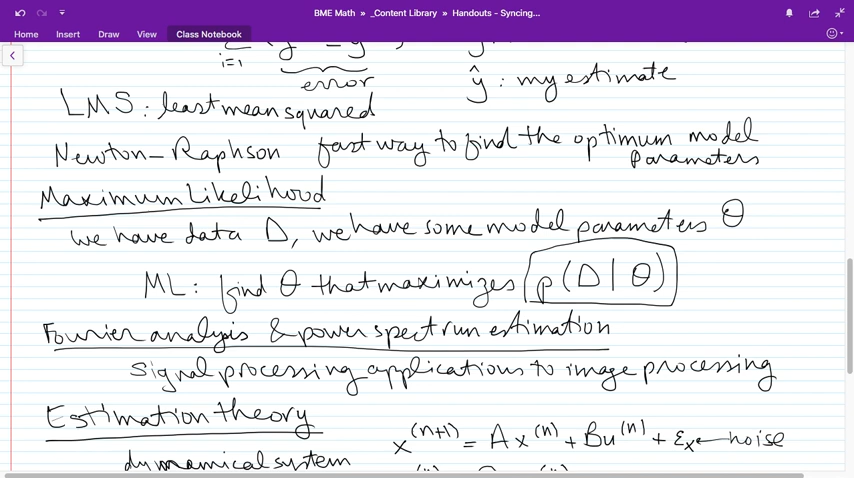 BME Math » _Content Library » Handouts - Syncing...
Home Insert Draw View Class Notebook
i=1
error
ŷ : my estimate
LMS : least mean squared
Newton-Raphson fast way to find the optimum model
parameters
Maximum Likelihood
we have data D, we have some model parameters θ
ML: find θ that maximizes p(D|θ)
Fourier analysis & power spectrun estimation
Signal processing applications to image processing
Estimation theory
x^(n+1) = Ax^(n) + Bu^(n) + εx ← noise
dynamical system